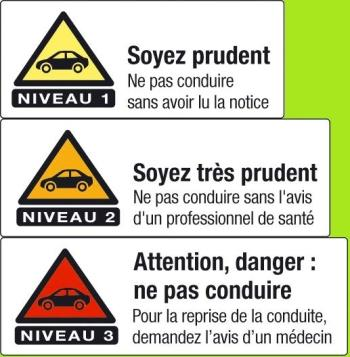 Soyez prudent
Ne pas conduire
sans avoir lu la notice
NIVEAU 1
Soyez très prudent
Ne pas conduire sans l'avis
d'un professionnel de santé
NIVEAU 2
Attention, danger :
ne pas conduire
Pour la reprise de la conduite,
demandez l'avis d'un médecin
NIVEAU 3